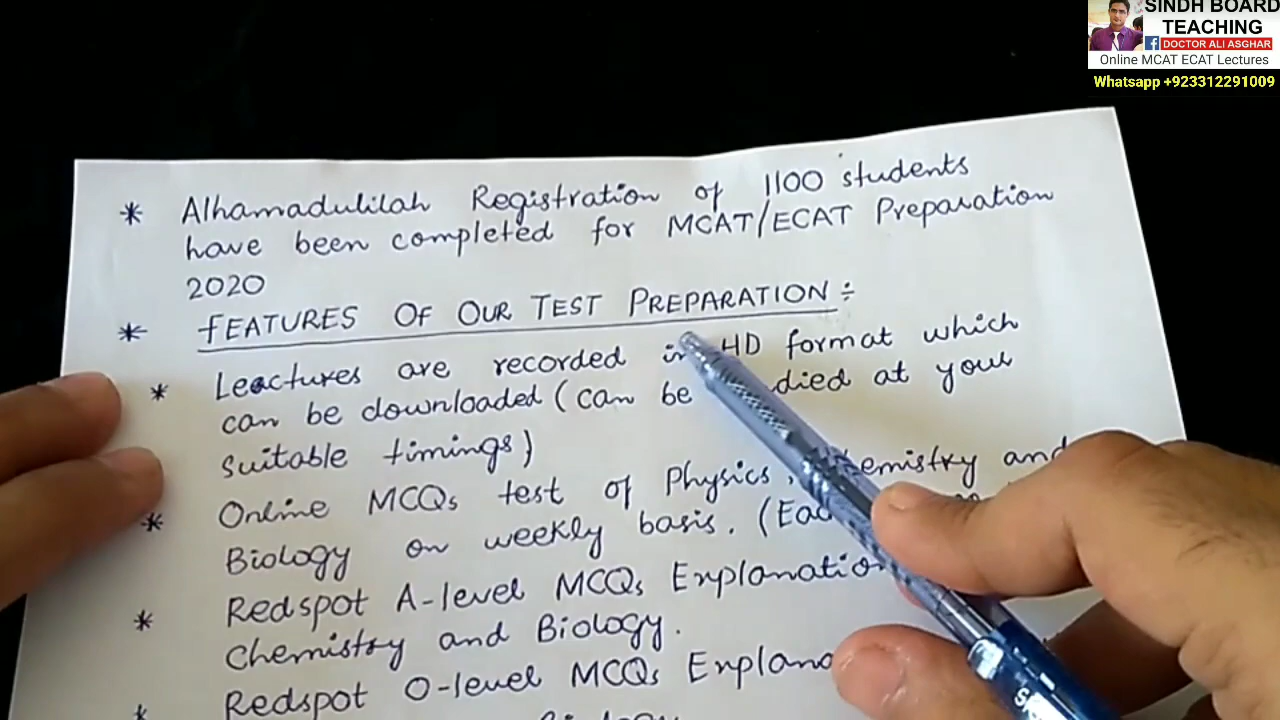 SINDH BOARD
TEACHING
DOCTOR ALI ASGHAR
Online MCAT ECAT Lectures
Whatsapp +923312291009
* Alhamadulilah Registration of 1100 students
have been completed for MCAT/ECAT Preparation
2020
* FEATURES OF OUR TEST PREPARATION ÷
* Leactures are recorded in HD format which
can be downloaded (can be died at your
suitable timings)
* Online MCQs test of Physics, Chemistry and
Biology on weekly basis. (Eac
* Redspot A-level MCQs Explanation
Chemistry and Biology.
* Redspot O-level MCQs Explana
Biology